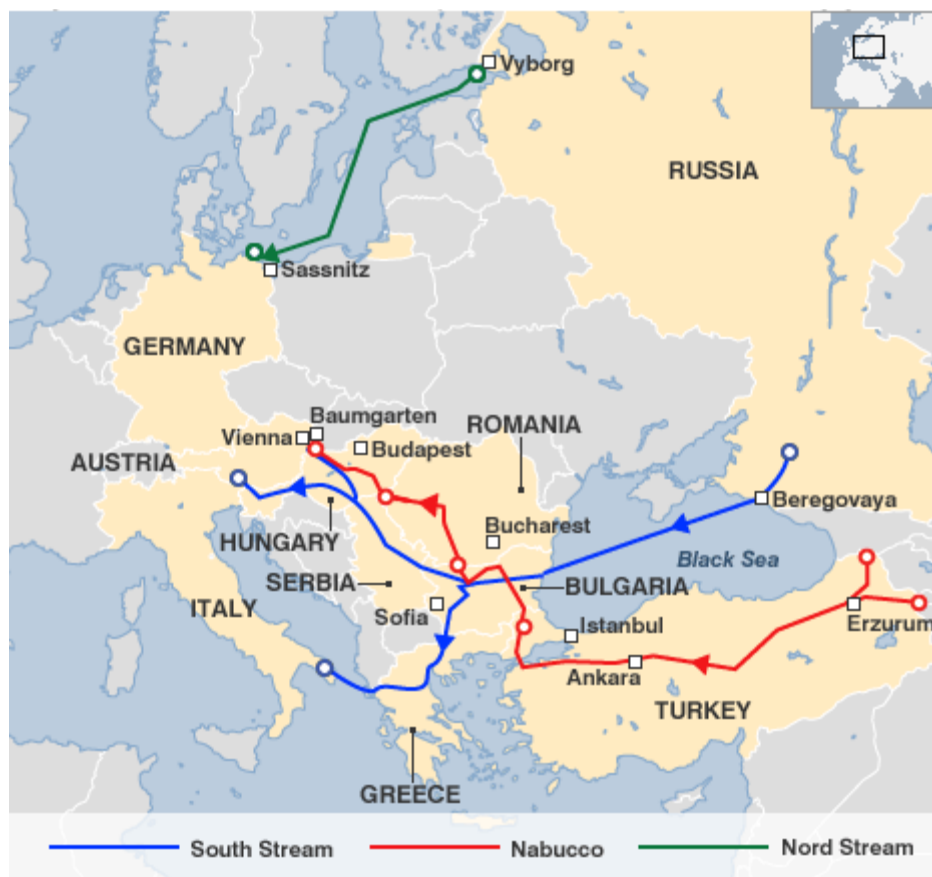 Vyborg
RUSSIA
Sassnitz
GERMANY
Baumgarten
Vienna
Budapest
ROMANIA
AUSTRIA
Beregovaya
Bucharest
HUNGARY
Black Sea
SERBIA
BULGARIA
ITALY
Sofia
Istanbul
Erzurum
Ankara
TURKEY
GREECE
South Stream
Nabucco
Nord Stream